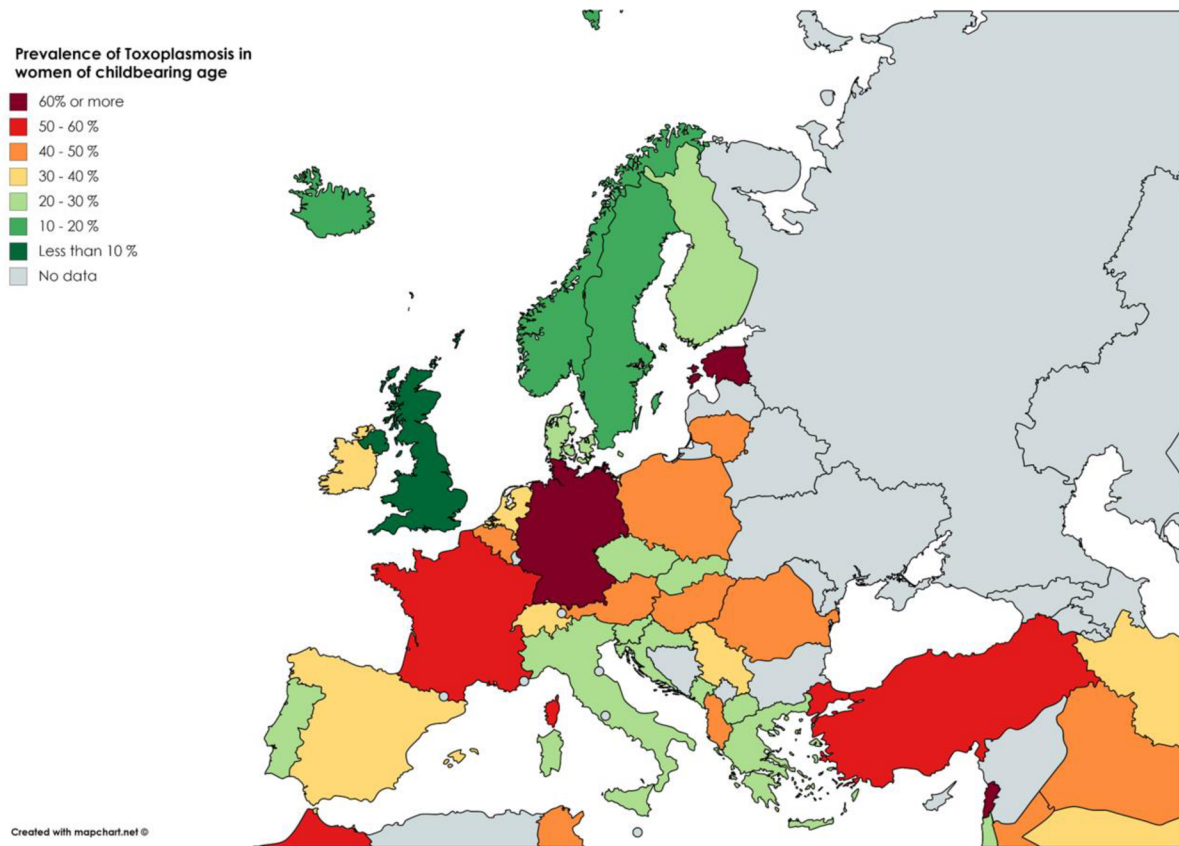 Prevalence of Toxoplasmosis in
women of childbearing age
60% or more
50 - 60 %
40 - 50 %
30 - 40 %
20 - 30 %
10 - 20 %
Less than 10 %
No data
Created with mapchart.net ©